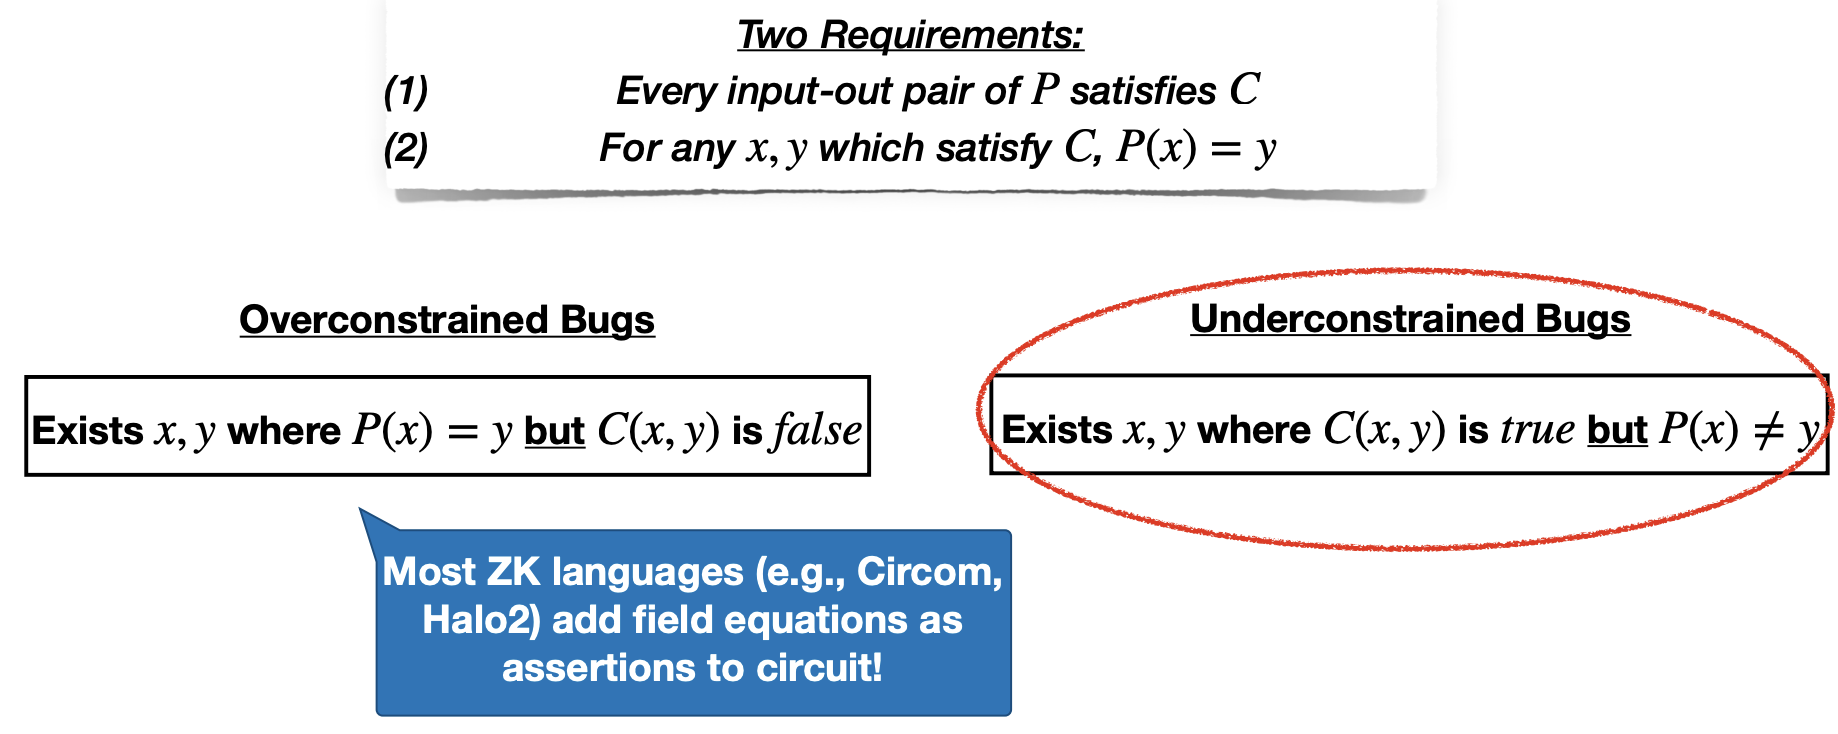 Two Requirements:
(1) Every input-out pair of P satisfies C
(2) For any x, y which satisfy C, P(x) = y
Overconstrained Bugs
Exists x, y where P(x) = y but C(x, y) is false
Most ZK languages (e.g., Circom,
Halo2) add field equations as
assertions to circuit!
Underconstrained Bugs
Exists x, y where C(x, y) is true but P(x) ≠ y